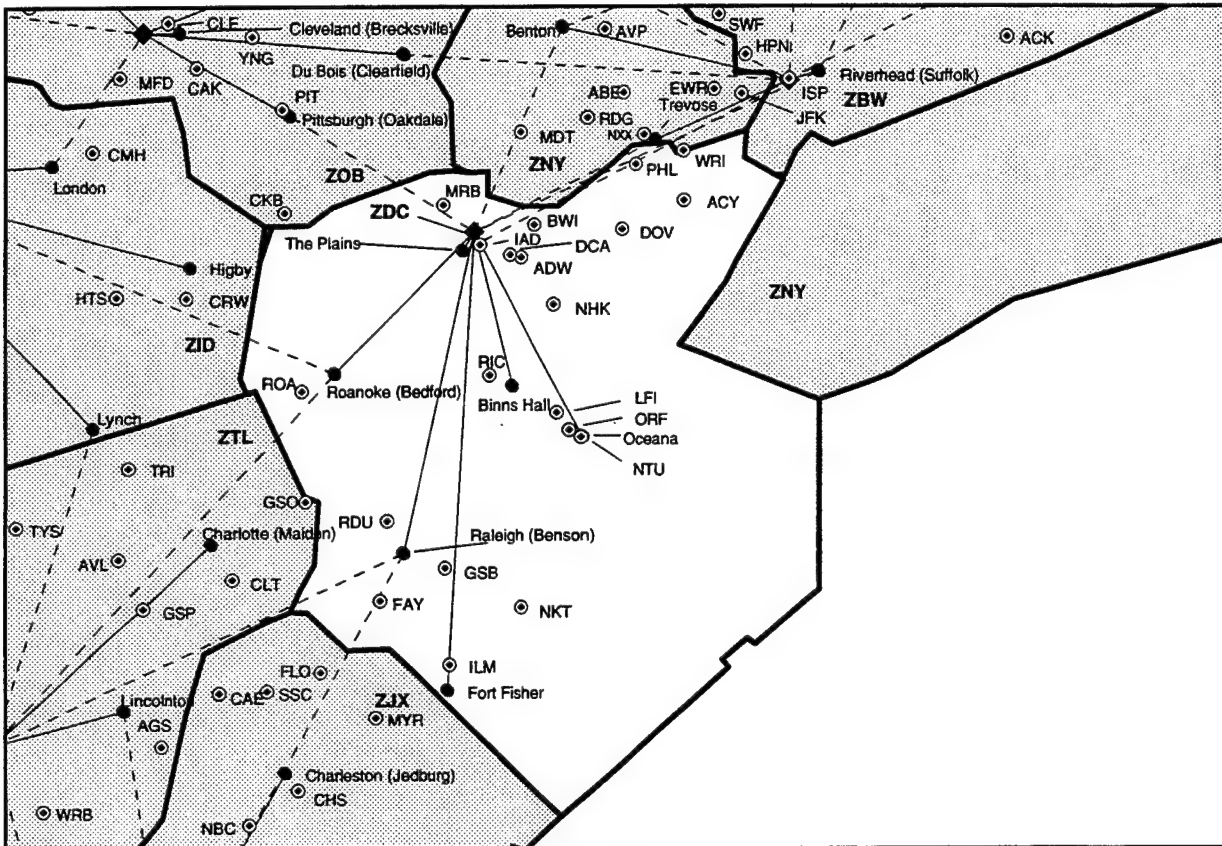 CLE
Cleveland (Brecksville)
YNG
Du Bois (Clearfield)
MFD
CAK
PIT
Pittsburgh (Oakdale)
Benton
AVP
SWF
HPN
ACK
Riverhead (Suffolk)
ISP
ZBW
JFK
ABE
EWR
Trevose
RDG
NXX
MDT
ZNY
PHL
WRI
CMH
London
ZOB
CKB
MRB
ZDC
BWI
ACY
DOV
The Plains
IAD
DCA
ADW
Higby
HTS
CRW
ZID
NHK
ZNY
ROA
Roanoke (Bedford)
RIC
Binns Hall
LFI
ORF
Oceana
NTU
Lynch
ZTL
TRI
GSO
RDU
TYS
Charlotte (Maiden)
Raleigh (Benson)
AVL
CLT
GSB
GSP
FAY
NKT
FLO
ILM
Fort Fisher
Lincolnton
CAE
SSC
ZJX
MYR
AGS
Charleston (Jedburg)
CHS
WRB
NBC